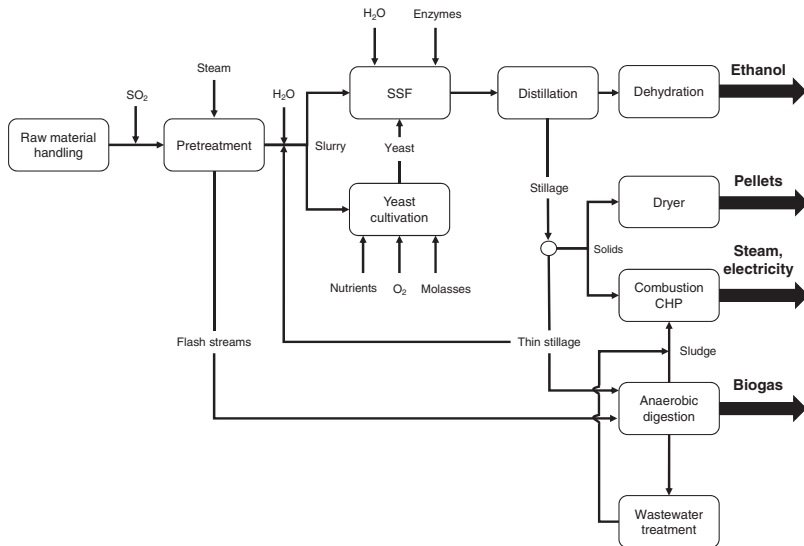 H2O
Enzymes
Steam
SO2
H2O
SSF
Distillation
Dehydration
Ethanol
Raw material
handling
Pretreatment
Slurry
Yeast
Stillage
Pellets
Yeast
cultivation
Dryer
Solids
Steam,
electricity
Nutrients
O2
Molasses
Combustion
CHP
Flash streams
Thin stillage
Sludge
Biogas
Anaerobic
digestion
Wastewater
treatment